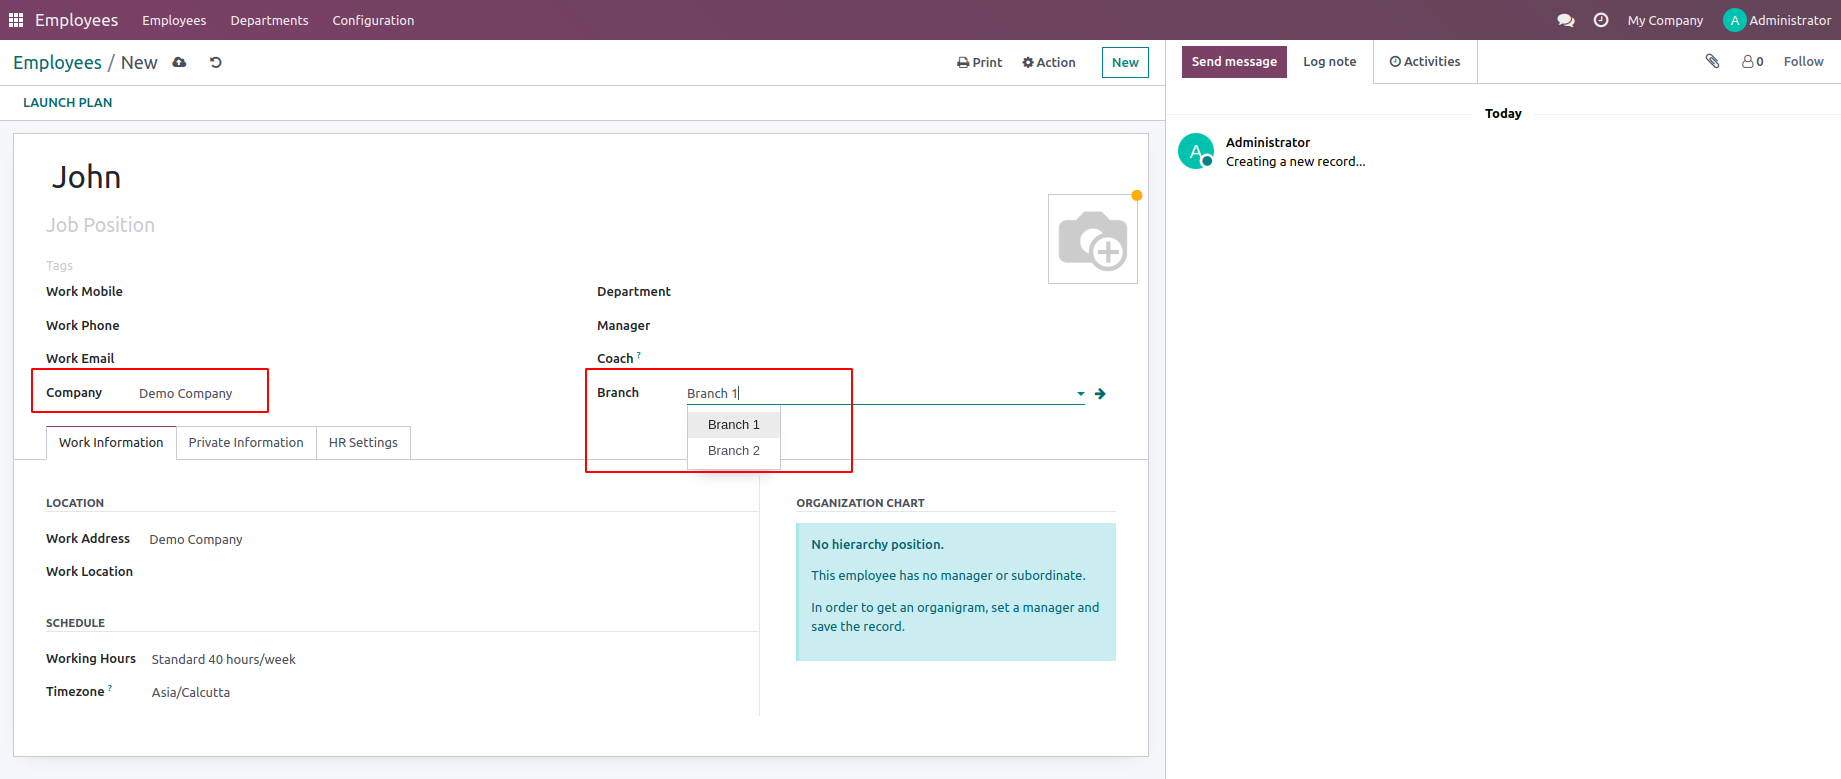 Employees Employees Departments Configuration My Company A Administrator
Employees / New Print Action New
Send message Log note Activities 0 Follow
LAUNCH PLAN
Today
John
A Administrator
Creating a new record...
Job Position
Tags
Work Mobile Department
Work Phone Manager
Work Email Coach ?
Company Demo Company Branch Branch 1
Branch 1
Branch 2
Work Information Private Information HR Settings
LOCATION ORGANIZATION CHART
Work Address Demo Company No hierarchy position.
Work Location This employee has no manager or subordinate.
In order to get an organigram, set a manager and
save the record.
SCHEDULE
Working Hours Standard 40 hours/week
Timezone ? Asia/Calcutta